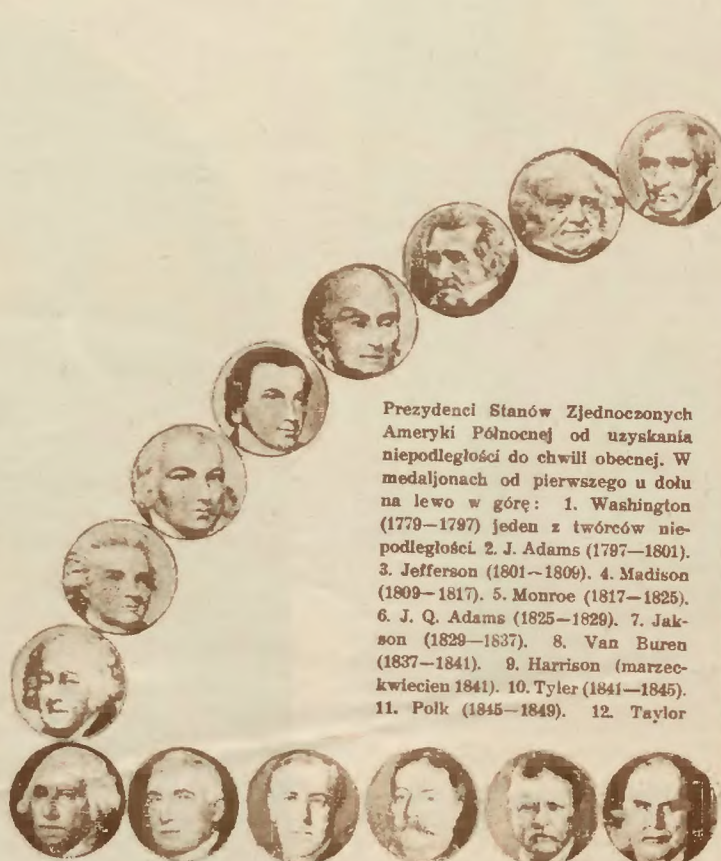 Prezydenci Stanów Zjednoczonych
Ameryki Północnej od uzyskania
niepodległości do chwili obecnej. W
medaljonach od pierwszego u dołu
na lewo w górę: 1. Washington
(1779—1797) jeden z twórców nie-
podległości. 2. J. Adams (1797—1801).
3. Jefferson (1801—1809). 4. Madison
(1809—1817). 5. Monroe (1817—1825).
6. J. Q. Adams (1825—1829). 7. Jak-
son (1829—1837). 8. Van Buren
(1837—1841). 9. Harrison (marzec-
kwiecien 1841). 10. Tyler (1841—1845).
11. Polk (1845—1849). 12. Taylor